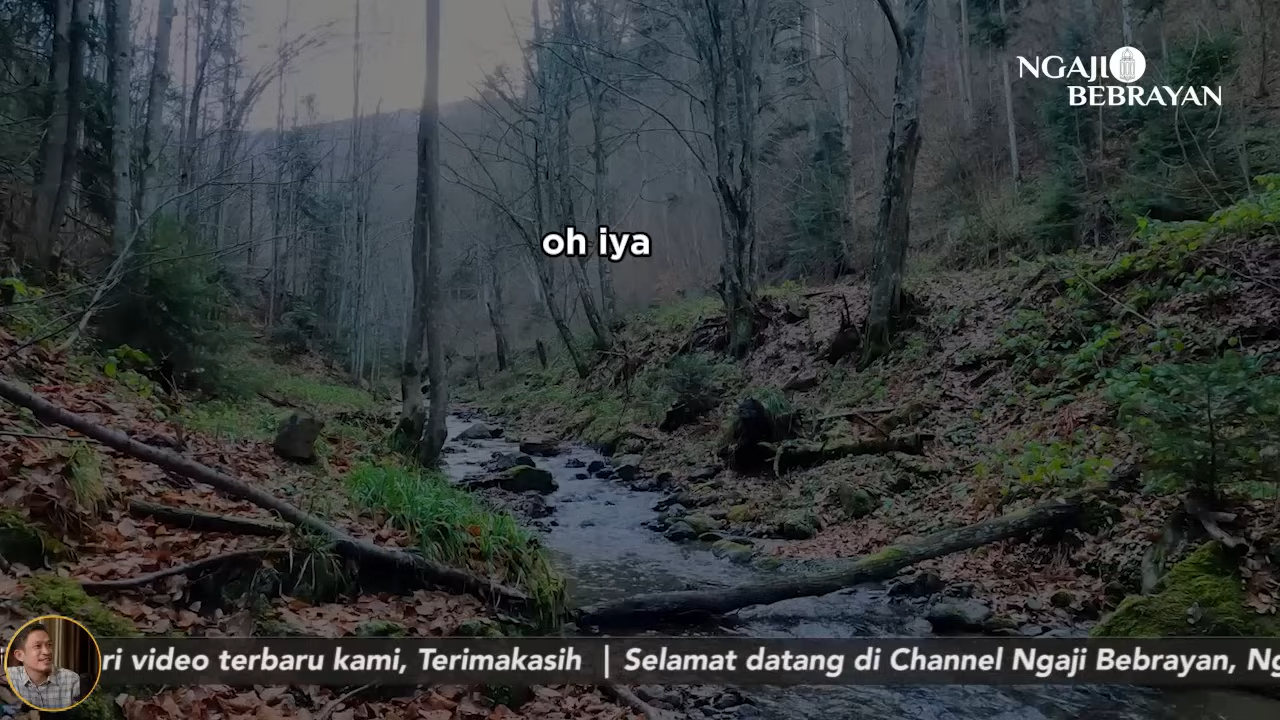 NGAJI
BEBRAYAN
oh iya
ri video terbaru kami, Terimakasih | Selamat datang di Channel Ngaji Bebrayan, Ng